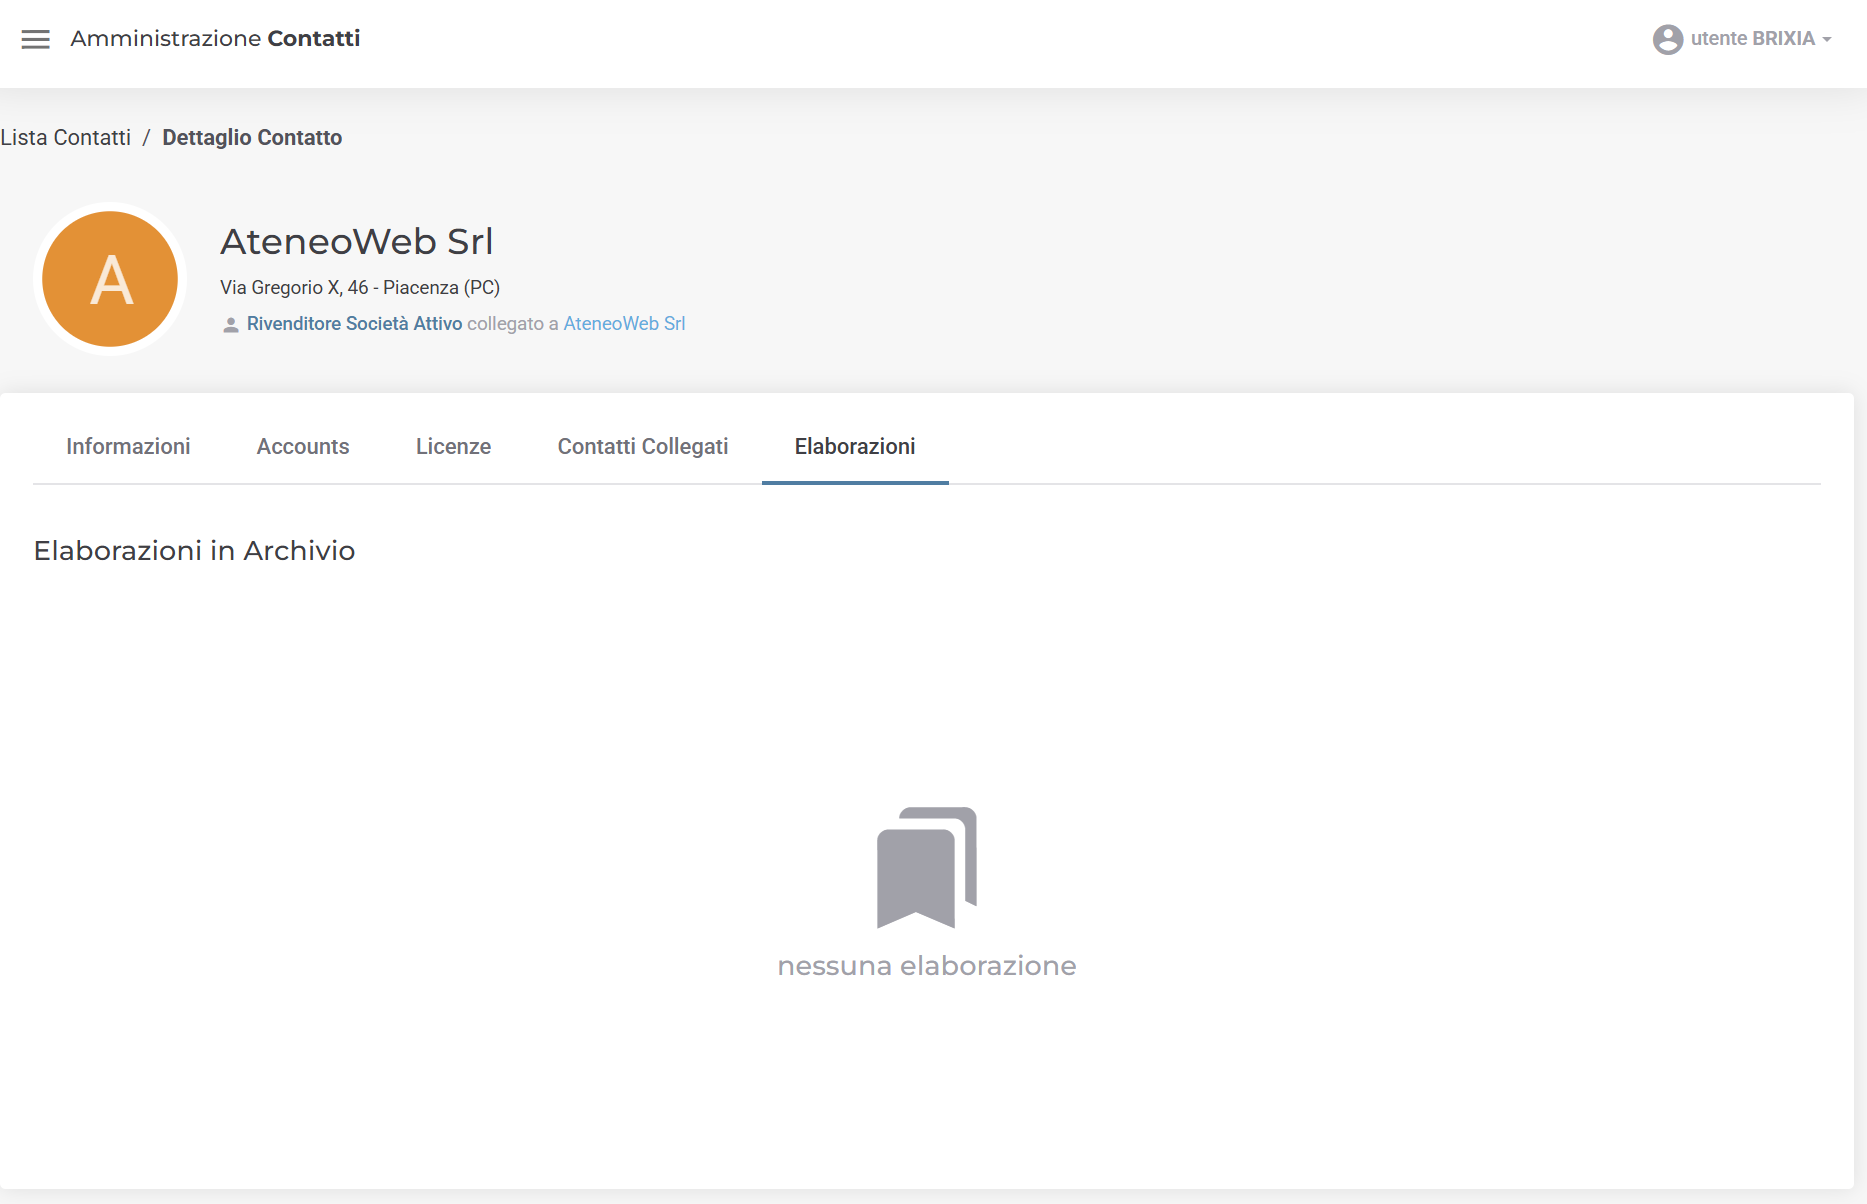 Amministrazione Contatti
utente BRIXIA
Lista Contatti / Dettaglio Contatto
A
AteneoWeb Srl
Via Gregorio X, 46 - Piacenza (PC)
Rivenditore Società Attivo collegato a AteneoWeb Srl
Informazioni Accounts Licenze Contatti Collegati Elaborazioni
Elaborazioni in Archivio
nessuna elaborazione